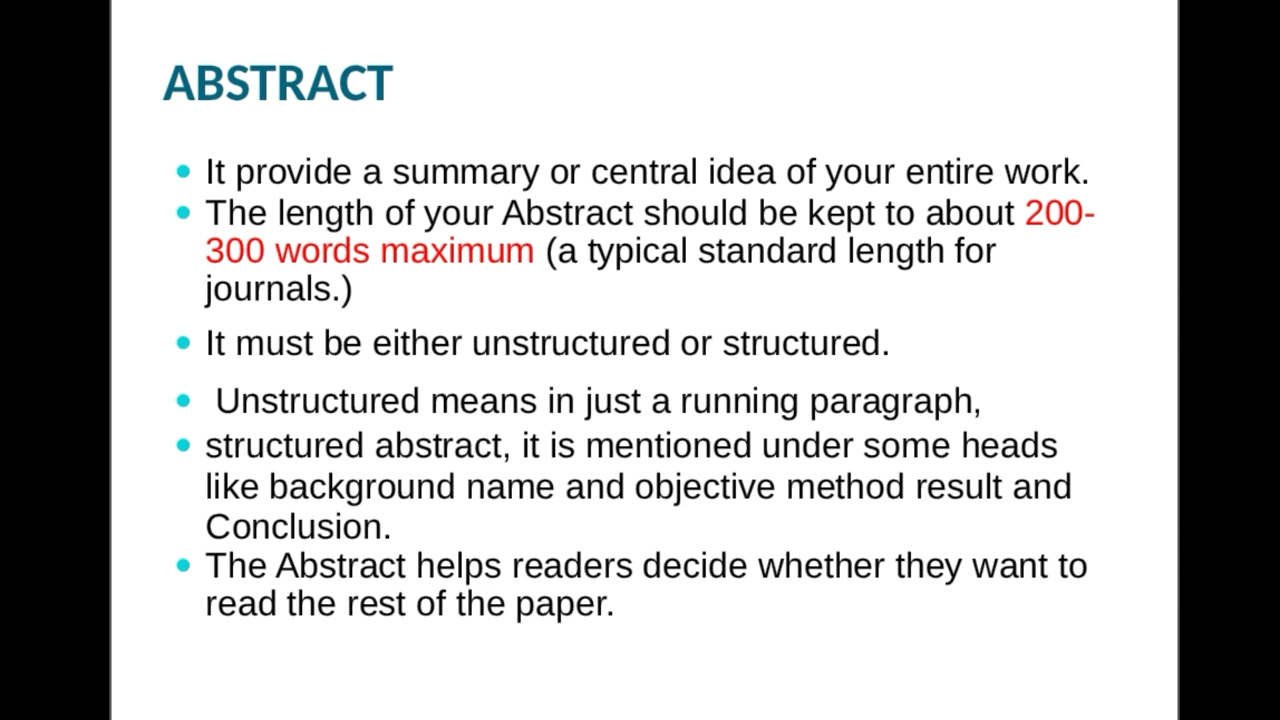 ABSTRACT
• It provide a summary or central idea of your entire work.
• The length of your Abstract should be kept to about 200-
300 words maximum (a typical standard length for
journals.)
• It must be either unstructured or structured.
• Unstructured means in just a running paragraph,
• structured abstract, it is mentioned under some heads
like background name and objective method result and
Conclusion.
• The Abstract helps readers decide whether they want to
read the rest of the paper.